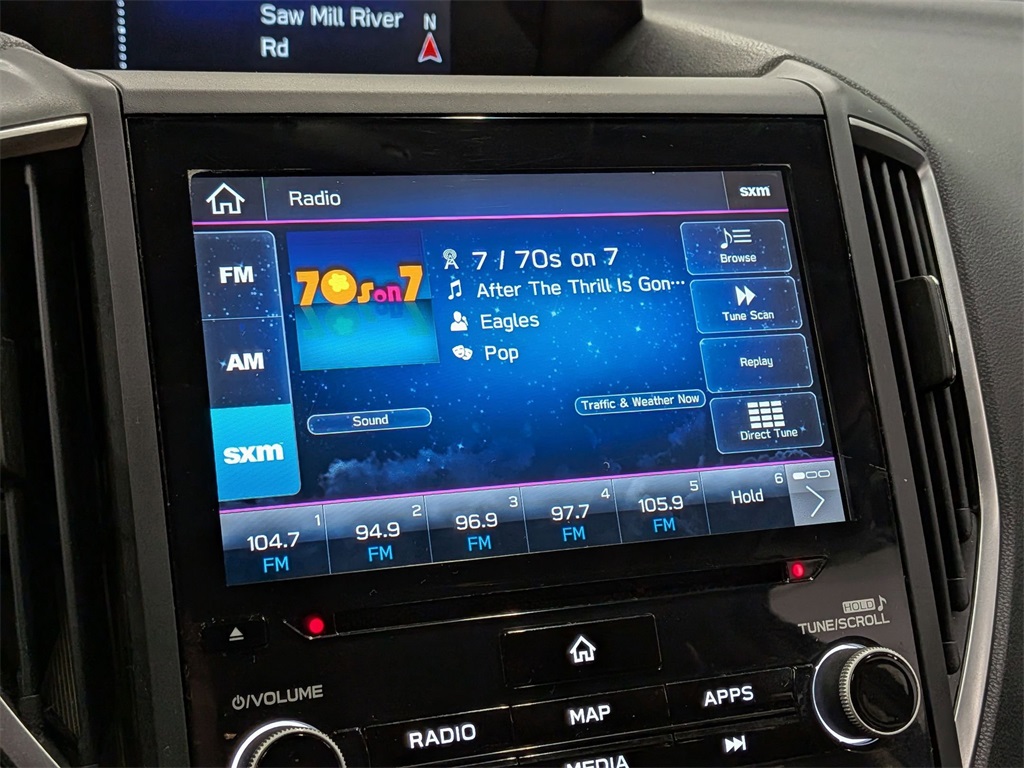 Saw Mill River
Rd
N
Radio
sxm
FM
AM
sxm
70s on 7
7 / 70s on 7
After The Thrill Is Gon...
Eagles
Pop
Browse
Tune Scan
Replay
Direct Tune
Sound
Traffic & Weather Now
1
104.7
FM
2
94.9
FM
3
96.9
FM
4
97.7
FM
5
105.9
FM
6
Hold
HOLD
TUNE/SCROLL
/VOLUME
RADIO
MAP
APPS
MEDIA